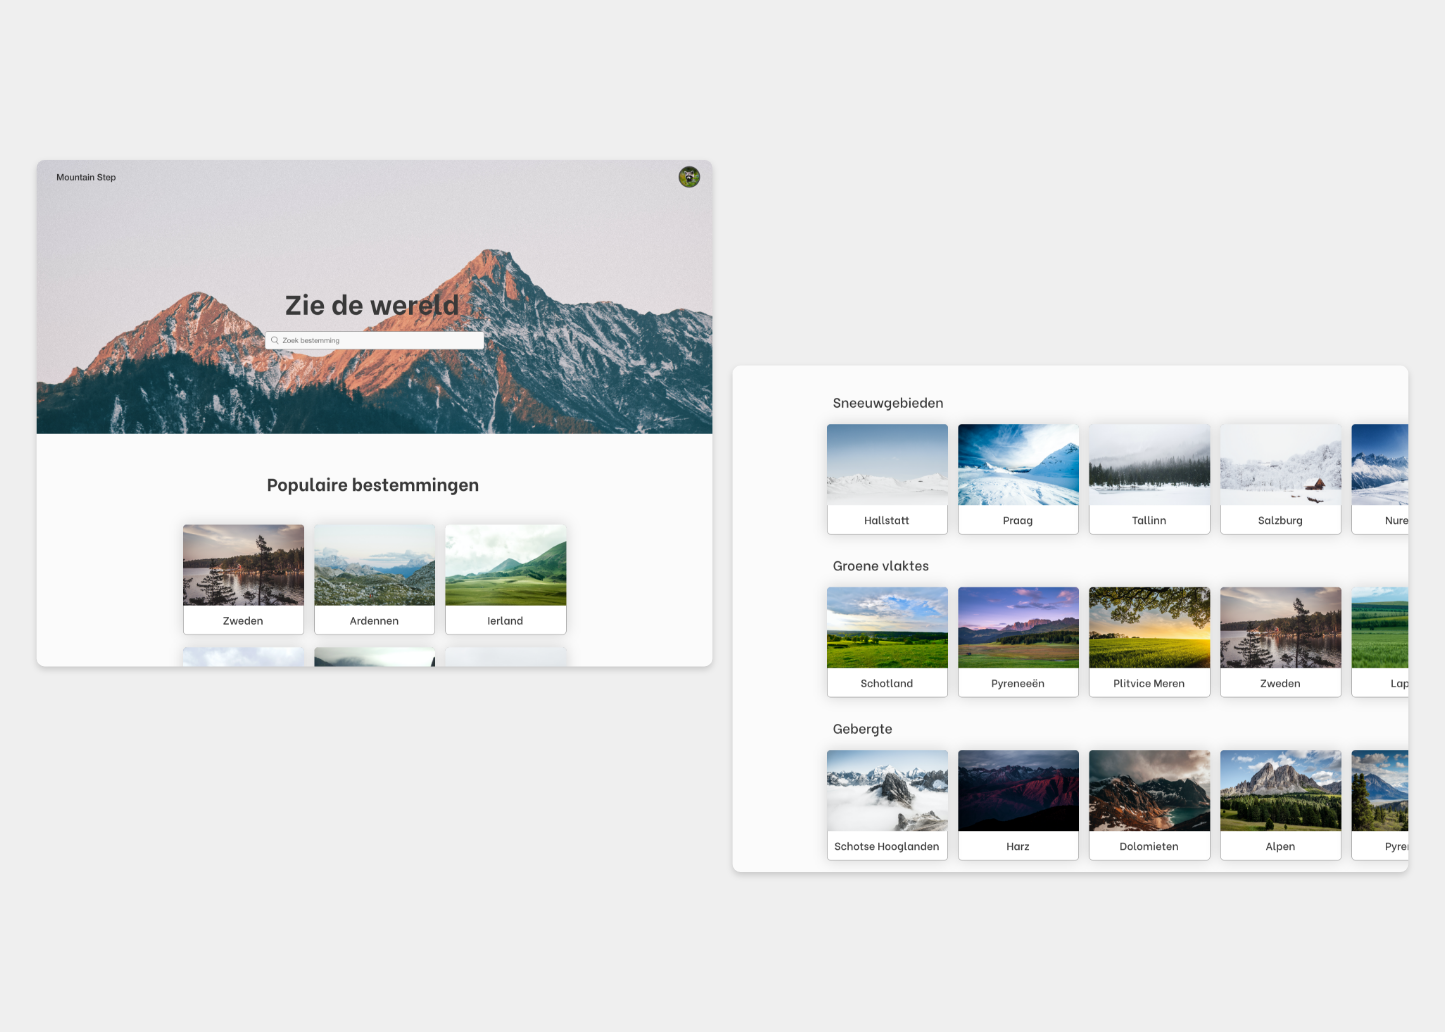 Mountain Step
Zie de wereld
Zoek bestemming
Populaire bestemmingen
Zweden
Ardennen
Ierland
Sneeuwgebieden
Hallstatt
Praag
Tallinn
Salzburg
Nure
Groene vlaktes
Schotland
Pyreneeën
Plitvice Meren
Zweden
Lap
Gebergte
Schotse Hooglanden
Harz
Dolomieten
Alpen
Pyre